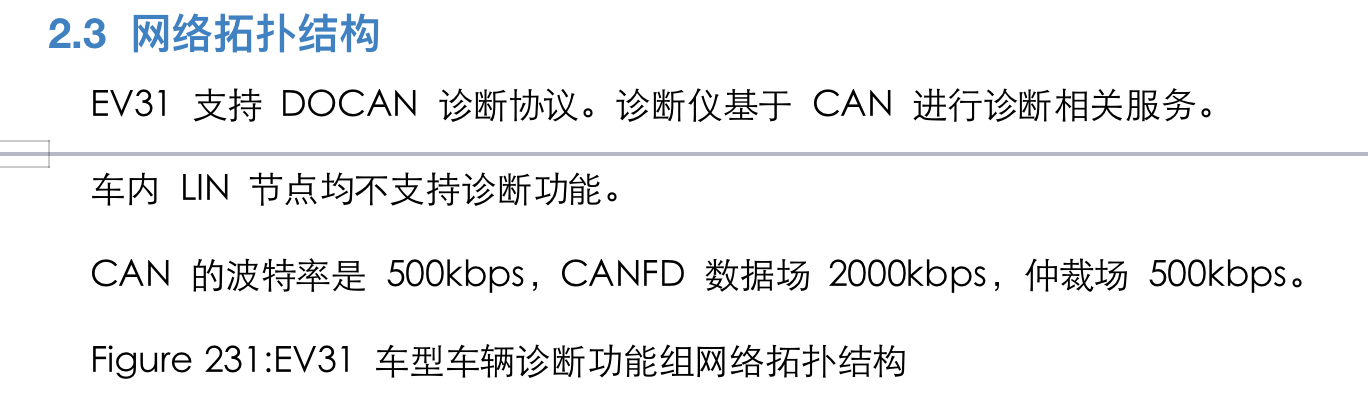 2.3 网络拓扑结构
EV31 支持 DOCAN 诊断协议。诊断仪基于 CAN 进行诊断相关服务。
车内 LIN 节点均不支持诊断功能。
CAN 的波特率是 500kbps，CANFD 数据场 2000kbps，仲裁场 500kbps。
Figure 231:EV31 车型车辆诊断功能组网络拓扑结构